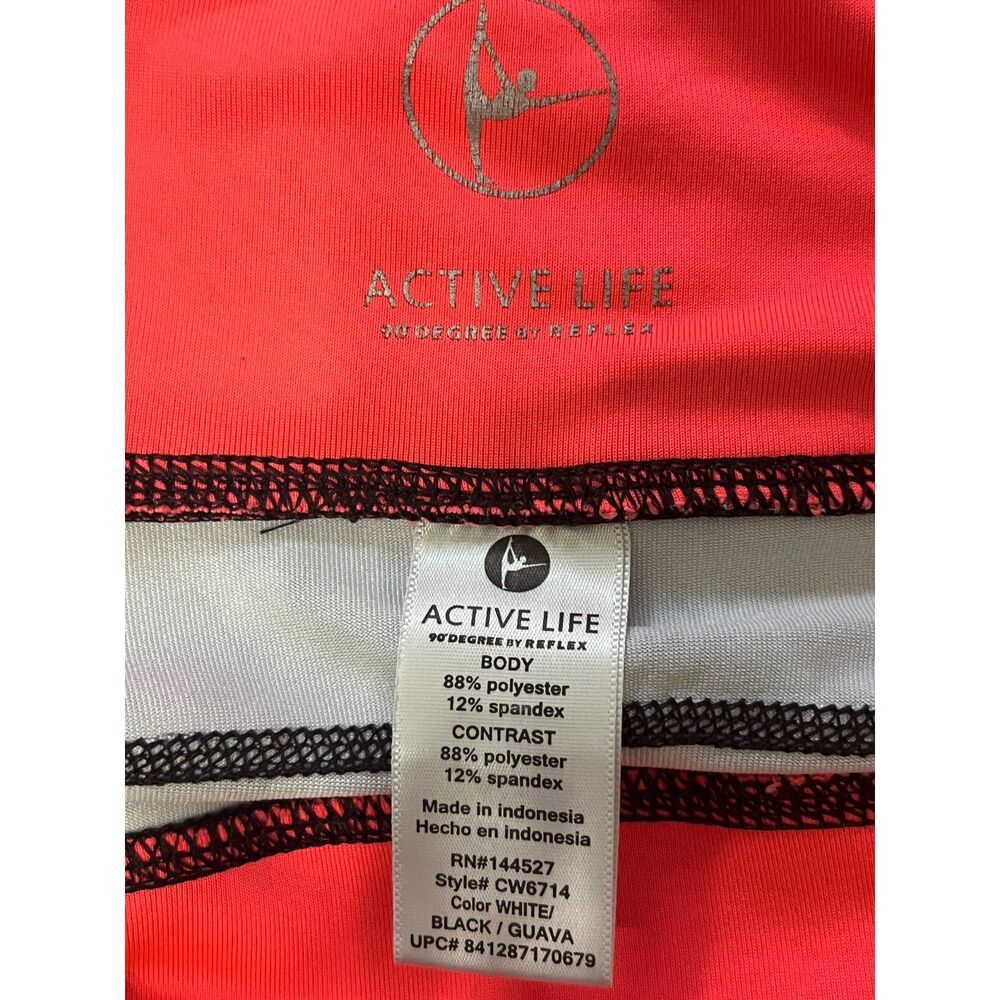 ACTIVE LIFE
90°DEGREE BY REFLEX
ACTIVE LIFE
90°DEGREE BY REFLEX
BODY
88% polyester
12% spandex
CONTRAST
88% polyester
12% spandex
Made in indonesia
Hecho en indonesia
RN#144527
Style# CW6714
Color WHITE/
BLACK / GUAVA
UPC# 841287170679